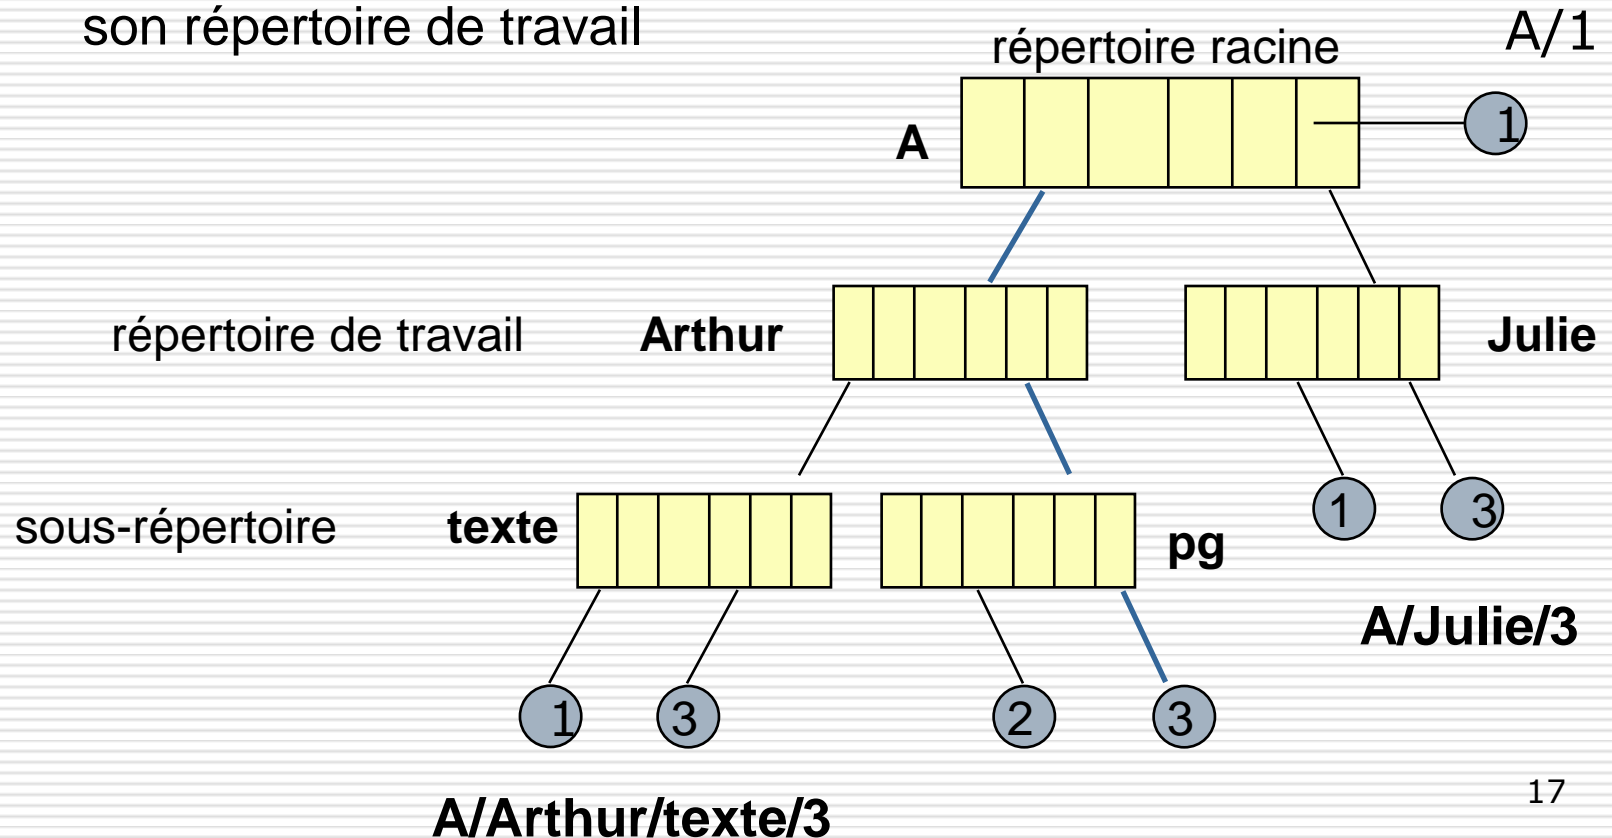 son répertoire de travail
A/1
répertoire racine
A
1
répertoire de travail
Arthur
Julie
sous-répertoire
texte
pg
1
3
A/Julie/3
1
3
2
3
A/Arthur/texte/3
17